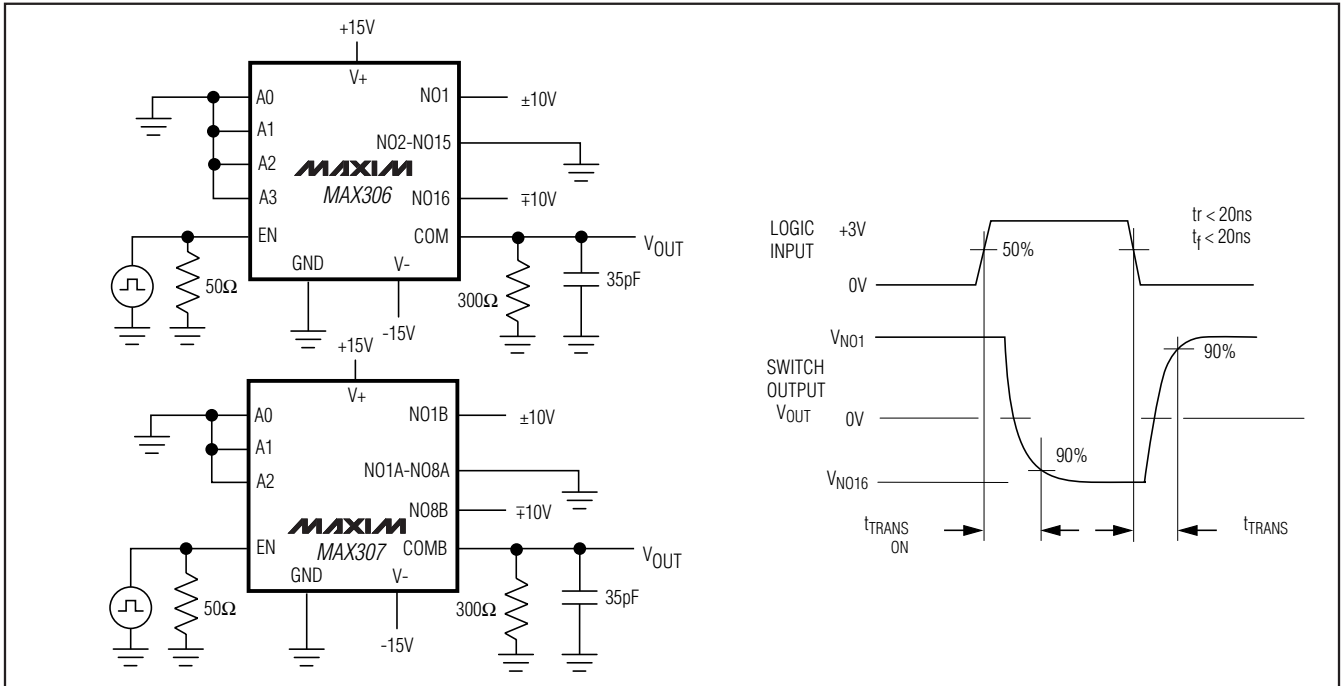 +15V
V+
A0
NO1
±10V
A1
NO2-NO15
A2
MAXIM
MAX306
A3
NO16
∓10V
EN
COM
VOUT
GND
V-
50Ω
300Ω
35pF
-15V
+15V
V+
A0
NO1B
±10V
A1
NO1A-NO8A
A2
NO8B
∓10V
MAXIM
MAX307
EN
COMB
VOUT
GND
V-
50Ω
300Ω
35pF
-15V
LOGIC
INPUT
+3V
50%
tr < 20ns
tf < 20ns
0V
VNO1
90%
SWITCH
OUTPUT
VOUT
0V
90%
VNO16
tTRANS
ON
tTRANS